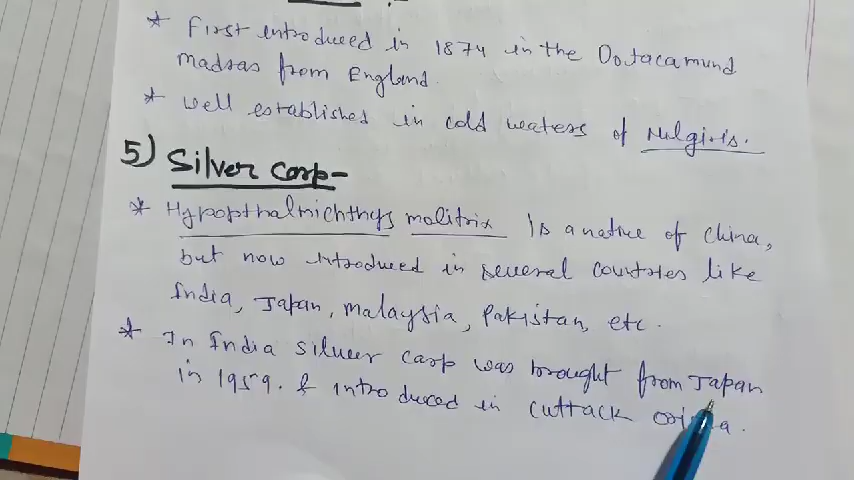 * First introduced in 1874 in the Ootacamund
madras from England.
* well established in cold waters of Nilgiris.
5) Silver carp-
* Hypopthalmichthys molitrix is a native of China,
but now introduced in several countries like
India, Japan, malaysia, Pakistan, etc.
* In India silver carp was brought from Japan
in 1959. & introduced in cuttack